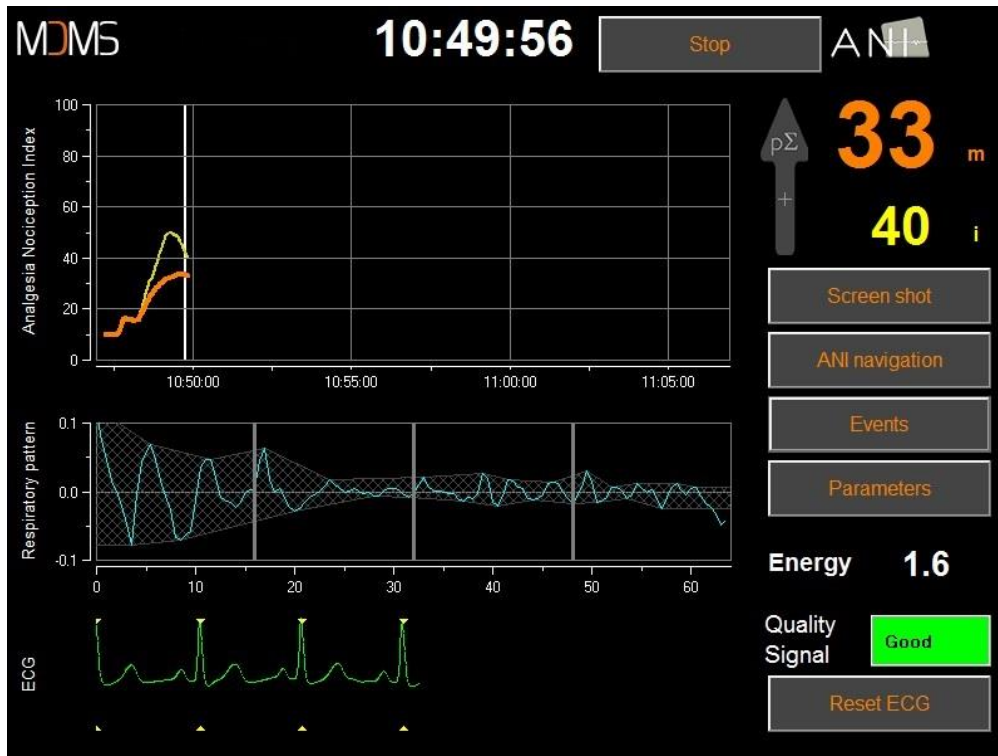 MDMS
10:49:56
Stop
ANI
Analgesia Nociception Index
100
80
60
40
20
0
10:50:00
10:55:00
11:00:00
11:05:00
pΣ
+
33 m
40 i
Screen shot
ANI navigation
Events
Parameters
Respiratory pattern
0.1
0.0
-0.1
0
10
20
30
40
50
60
Energy 1.6
ECG
Quality
Signal
Good
Reset ECG